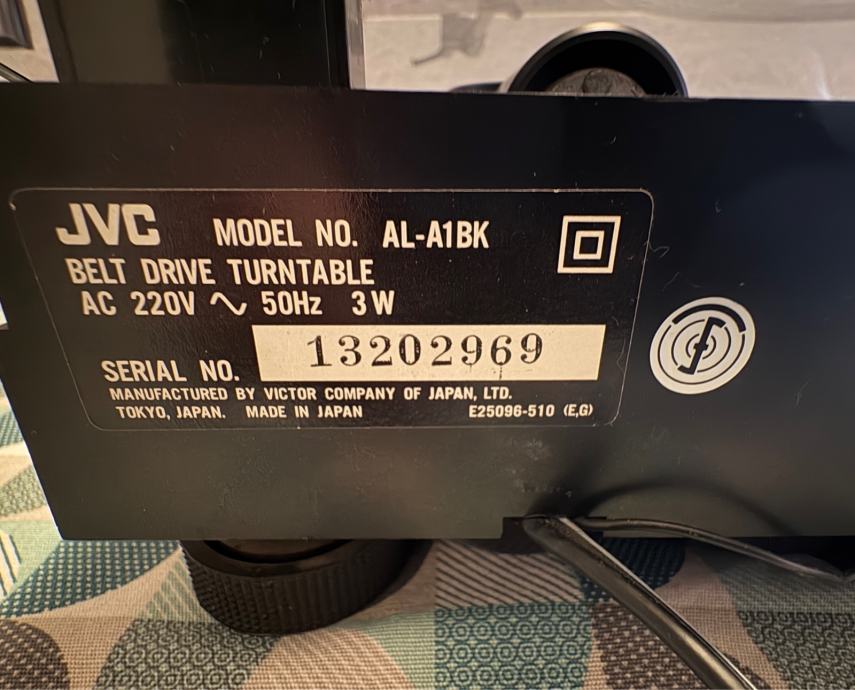 JVC MODEL NO. AL-A1BK
BELT DRIVE TURNTABLE
AC 220V ∿ 50Hz 3W
SERIAL NO. 13202969
MANUFACTURED BY VICTOR COMPANY OF JAPAN, LTD.
TOKYO, JAPAN. MADE IN JAPAN E25096-510 (E,G)